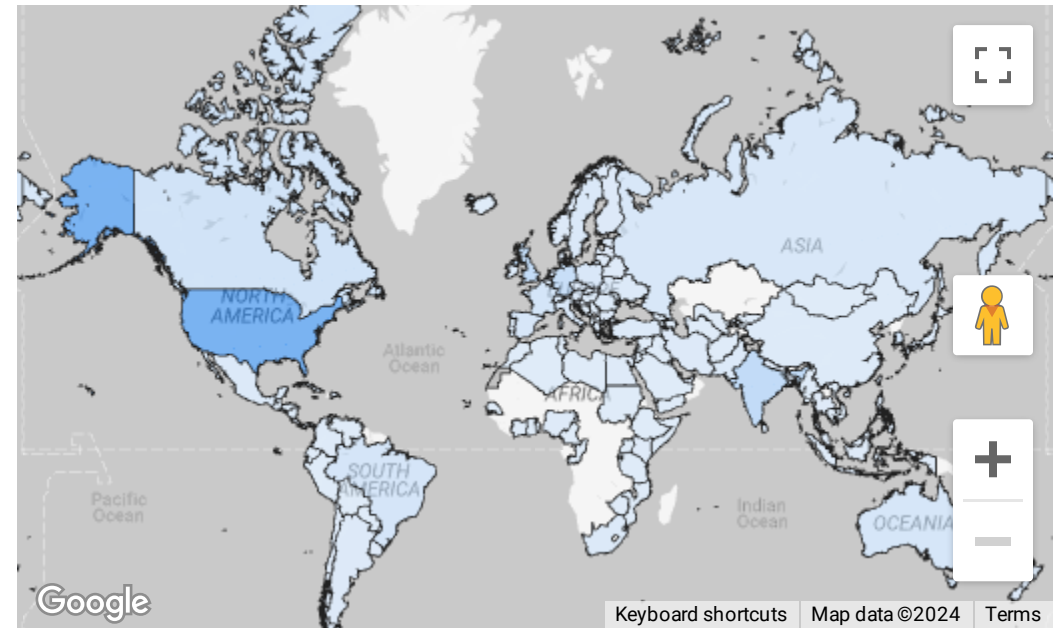 ASIA
NORTH
AMERICA
Atlantic
Ocean
AFRICA
SOUTH
AMERICA
Pacific
Ocean
Indian
Ocean
OCEANIA
Google
Keyboard shortcuts
Map data ©2024
Terms